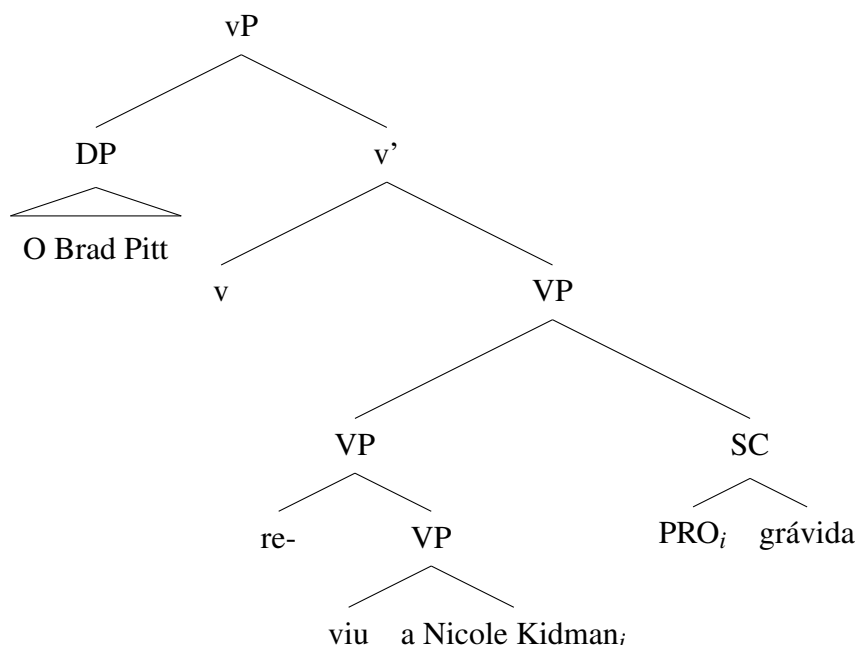 vP
DP v’
O Brad Pitt
v VP
VP SC
re- VP PROᵢ grávida
viu a Nicole Kidmanᵢ